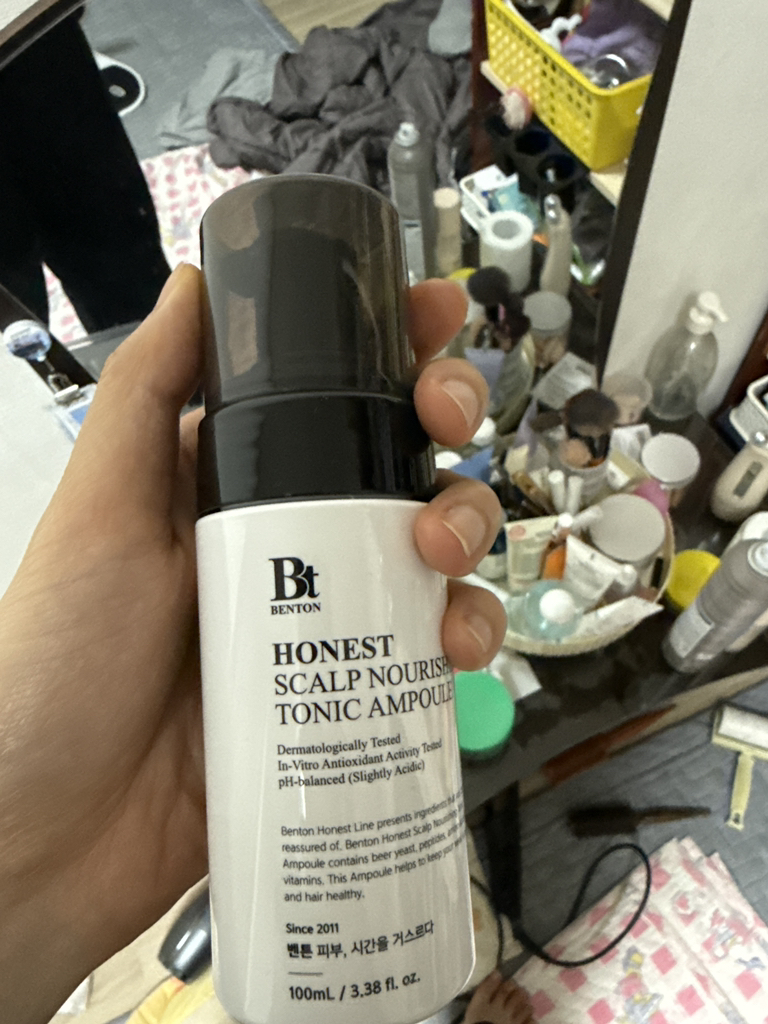 Bt
BENTON
HONEST
SCALP NOURISH
TONIC AMPOULE
Dermatologically Tested
In-Vitro Antioxidant Activity Tested
pH-balanced (Slightly Acidic)
Benton Honest Line presents ingredients
reassured of. Benton Honest Scalp Nourishing
Ampoule contains beer yeast, peptides,
vitamins. This Ampoule helps to keep your
and hair healthy.
Since 2011
벤튼 피부, 시간을 거스르다
100mL / 3.38 fl. oz.